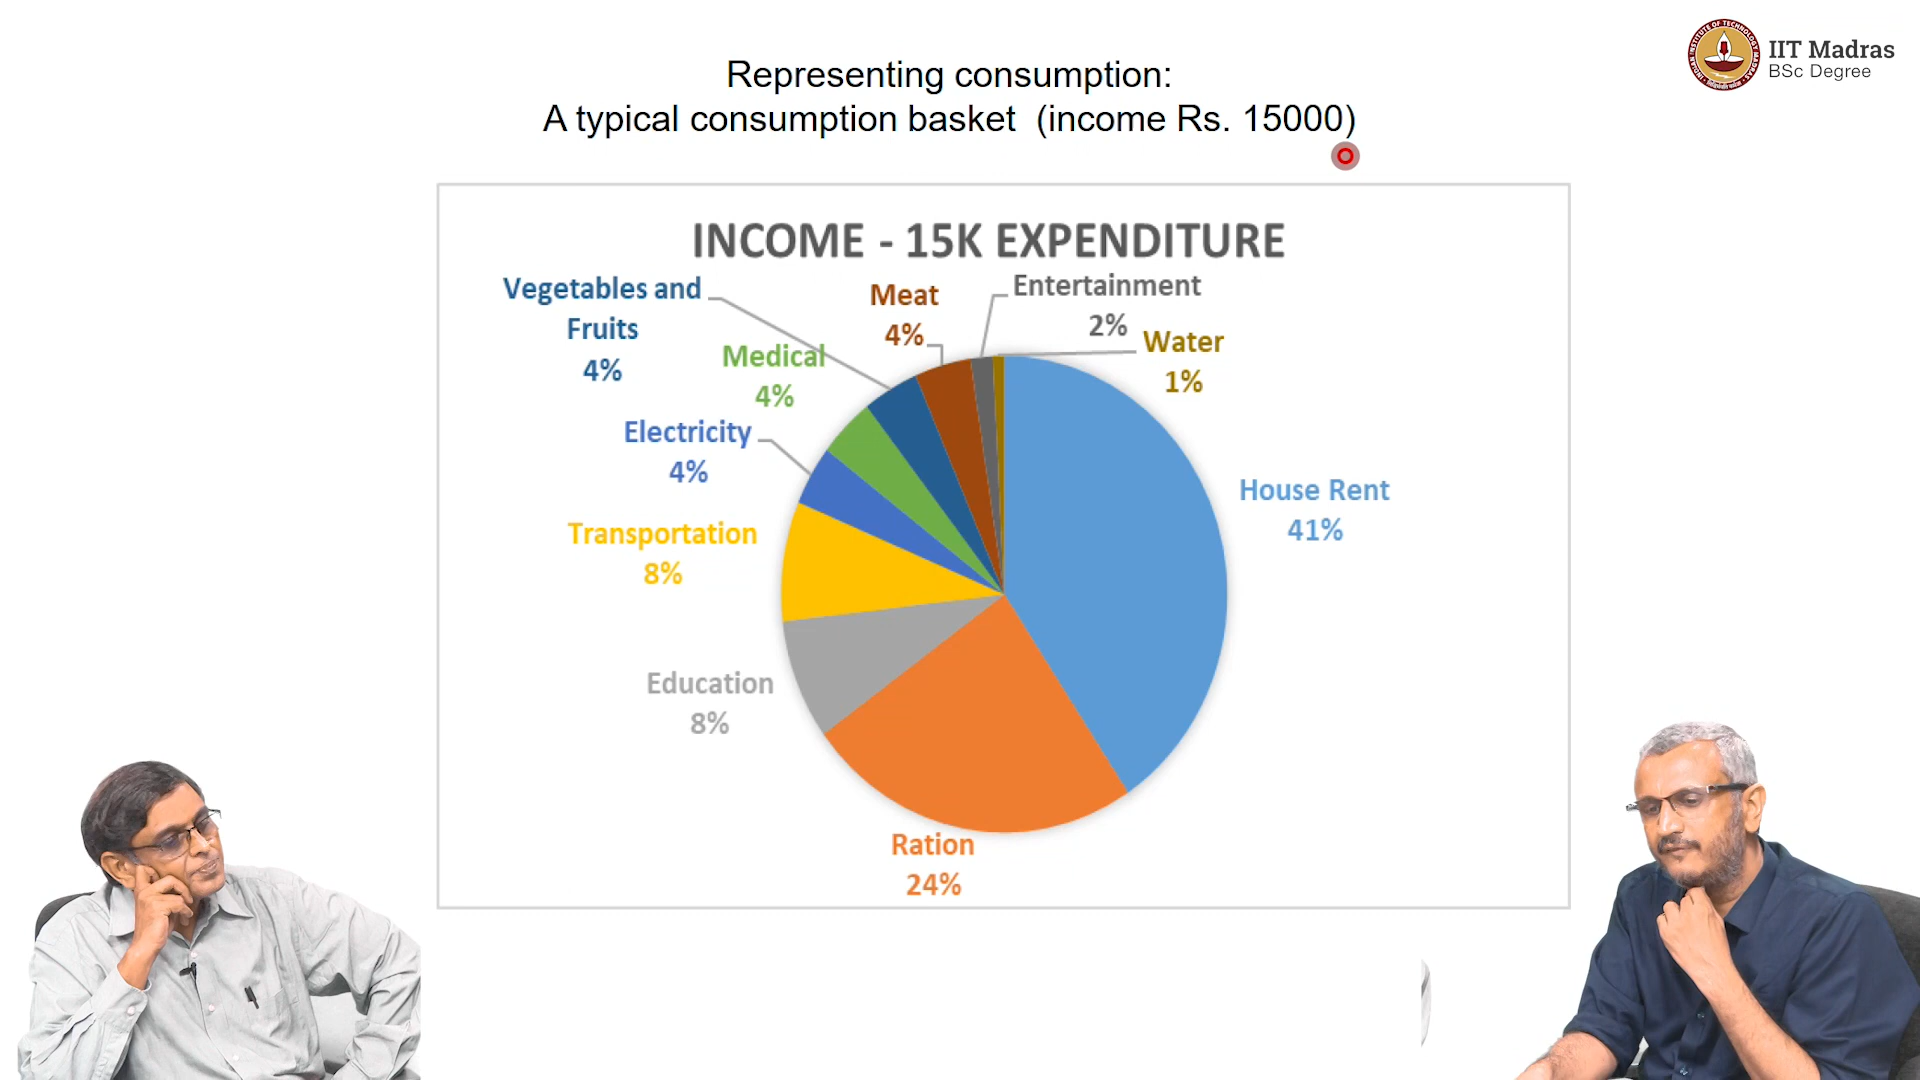 IIT Madras
BSc Degree
Representing consumption:
A typical consumption basket (income Rs. 15000)
INCOME - 15K EXPENDITURE
Vegetables and
Fruits
4%
Medical
4%
Meat
4%
Entertainment
2%
Water
1%
Electricity
4%
House Rent
41%
Transportation
8%
Education
8%
Ration
24%